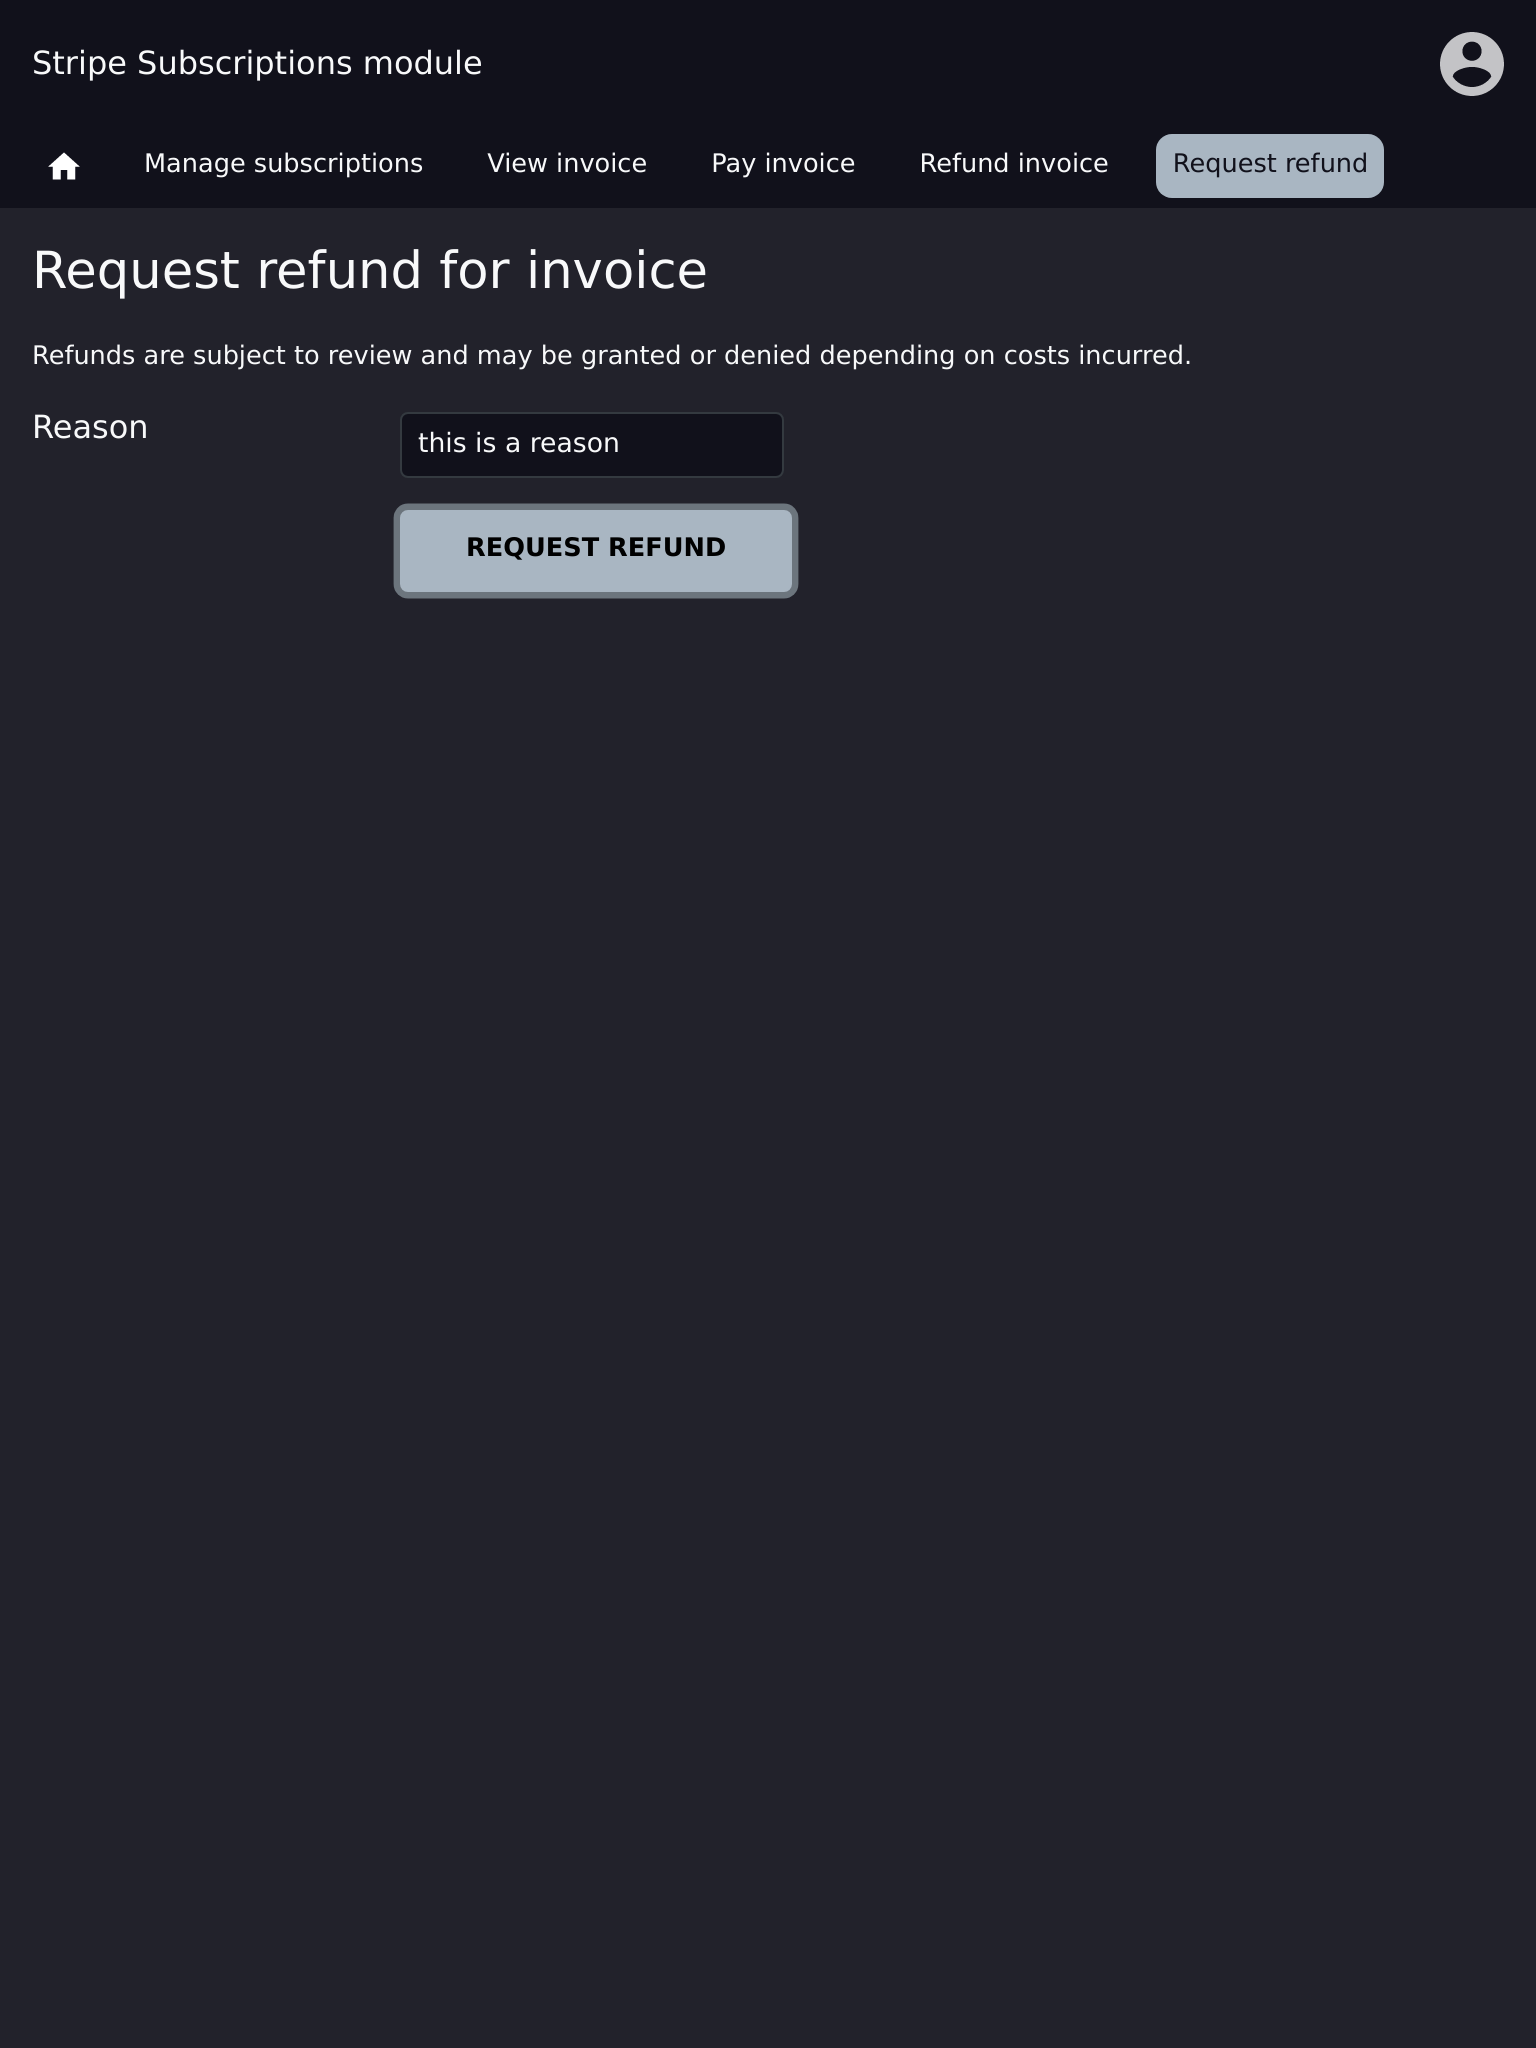 Stripe Subscriptions module
Manage subscriptions View invoice Pay invoice Refund invoice Request refund
Request refund for invoice
Refunds are subject to review and may be granted or denied depending on costs incurred.
Reason
this is a reason
REQUEST REFUND